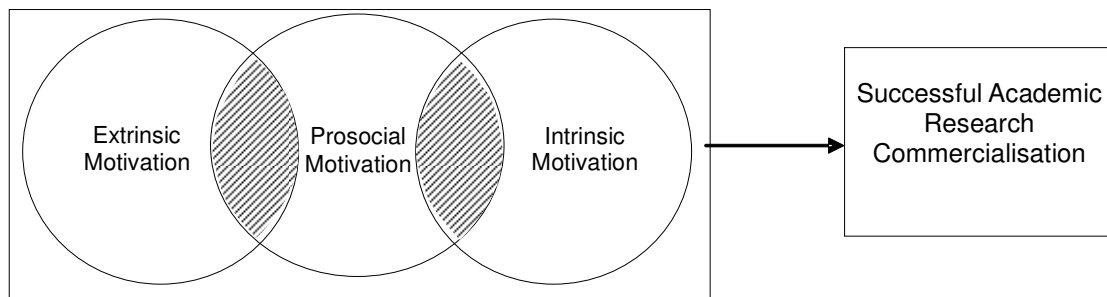 Extrinsic
Motivation
Prosocial
Motivation
Intrinsic
Motivation
Successful Academic
Research
Commercialisation